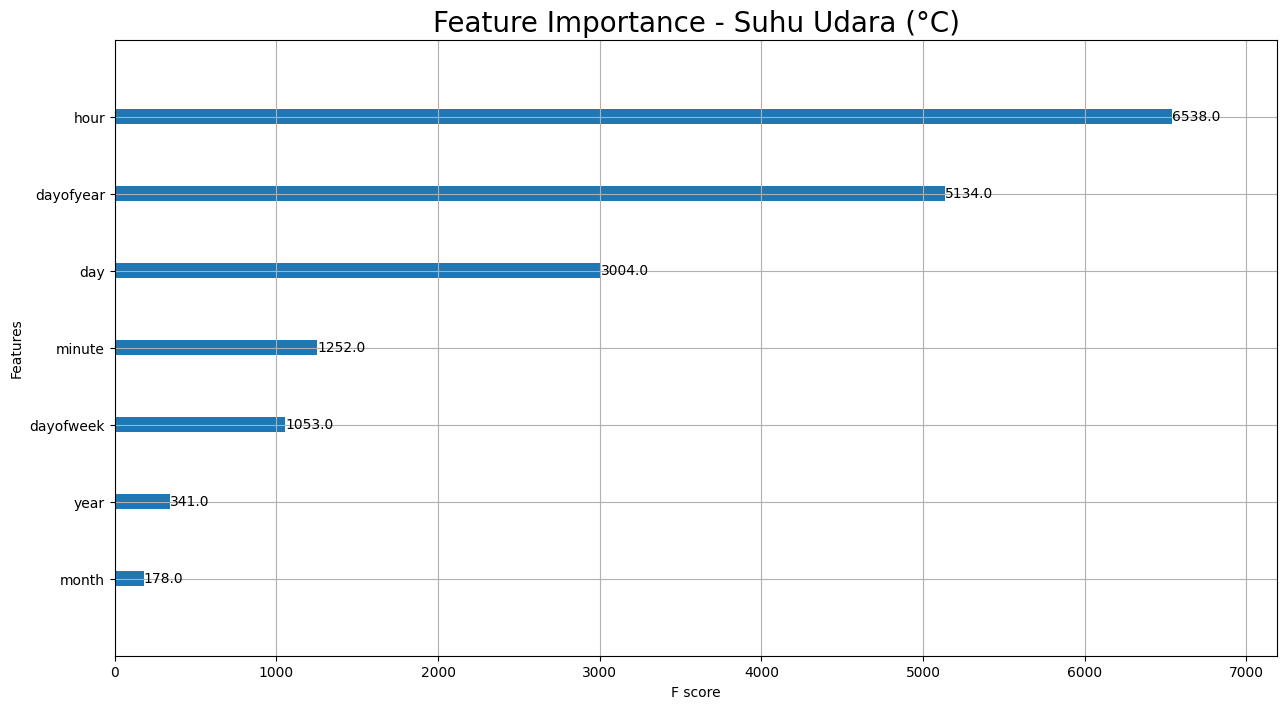 Feature Importance - Suhu Udara (°C)
Features
hour
6538.0
dayofyear
5134.0
day
3004.0
minute
1252.0
dayofweek
1053.0
year
341.0
month
178.0
0 1000 2000 3000 4000 5000 6000 7000
F score